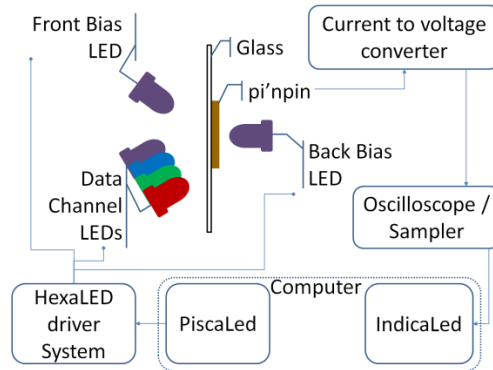 Front Bias
LED
Glass
pi'npin
Current to voltage
converter
Data
Channel
LEDs
Back Bias
LED
Oscilloscope /
Sampler
Computer
HexaLED
driver
System
PiscaLed
IndicaLed